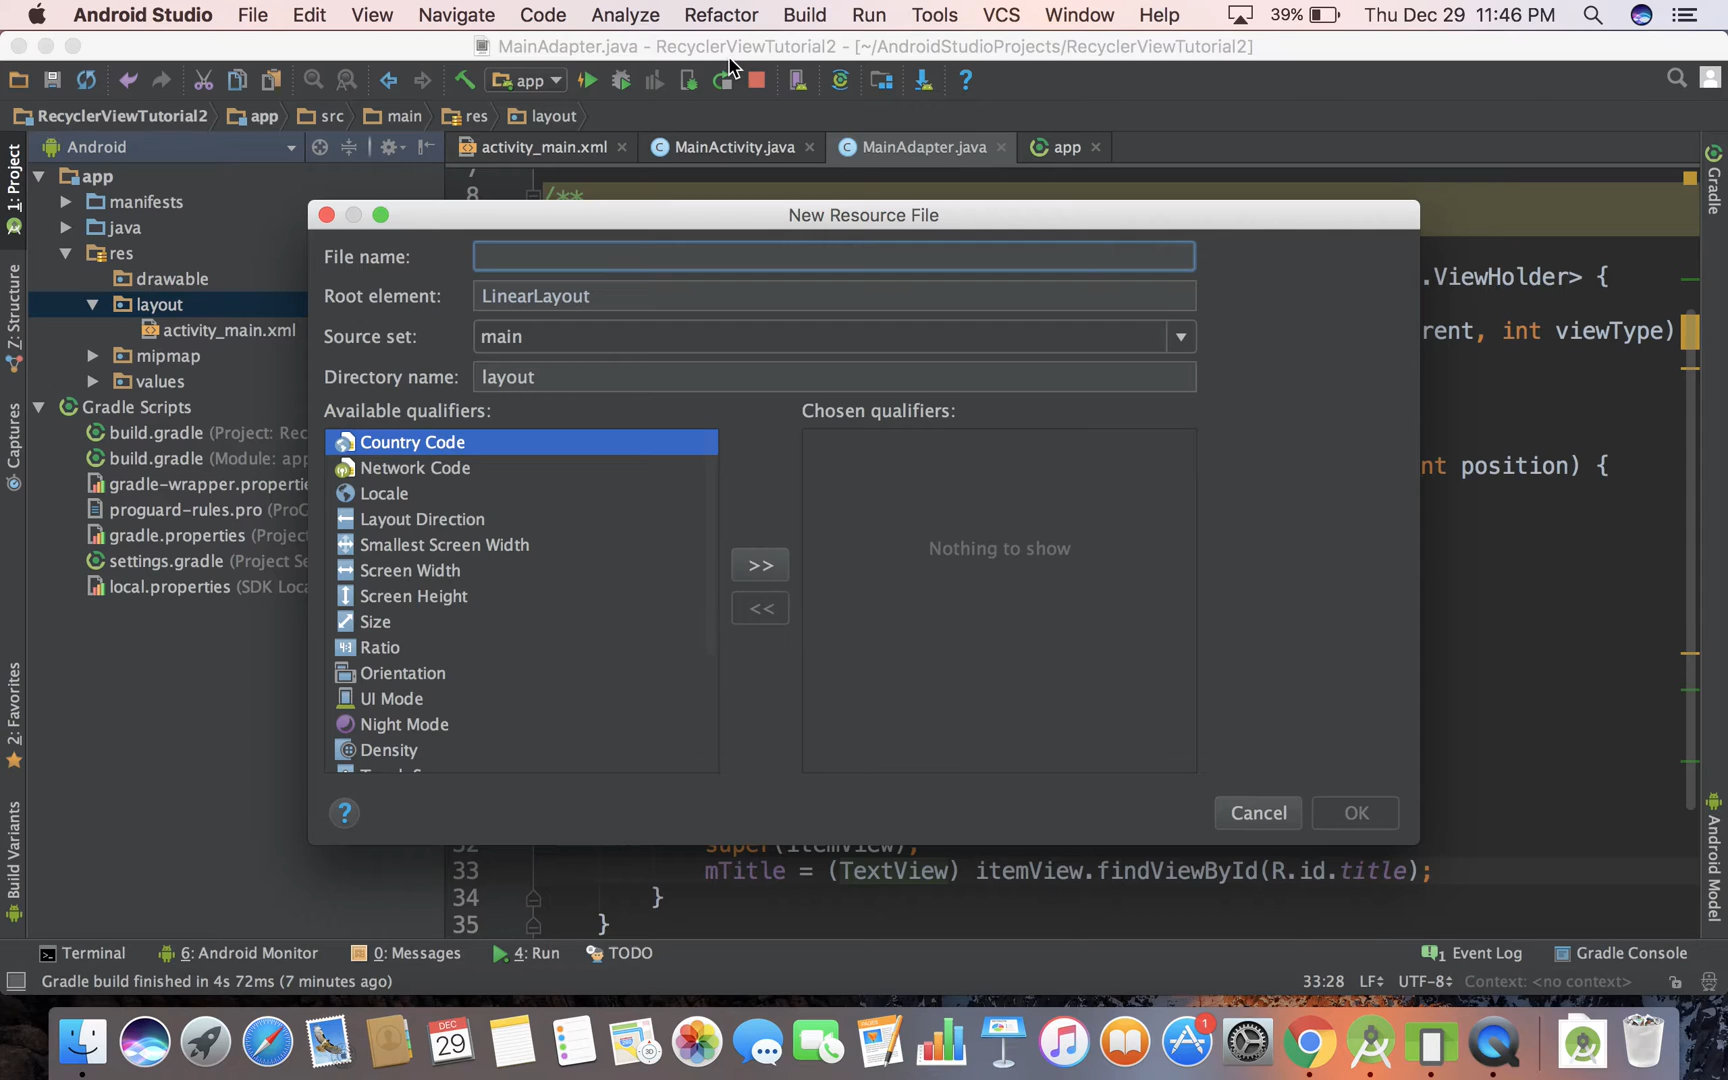 Android Studio File Edit View Navigate Code Analyze Refactor Build Run Tools VCS Window Help 39% Thu Dec 29 11:46 PM
MainAdapter.java - RecyclerViewTutorial2 - [~/AndroidStudioProjects/RecyclerViewTutorial2]
app
RecyclerViewTutorial2 app src main res layout
Android activity_main.xml MainActivity.java MainAdapter.java app
1: Project
Z: Structure
Captures
2: Favorites
Build Variants
app
manifests
java
res
drawable
layout
activity_main.xml
mipmap
values
Gradle Scripts
build.gradle (Project: Rec
build.gradle (Module: app
gradle-wrapper.properti
proguard-rules.pro (ProG
gradle.properties (Project
settings.gradle (Project Se
local.properties (SDK Loca
8 /**
.ViewHolder> {
rent, int viewType)
nt position) {
New Resource File
File name:
Root element: LinearLayout
Source set: main
Directory name: layout
Available qualifiers: Chosen qualifiers:
Country Code
Network Code
Locale
Layout Direction
Smallest Screen Width
Screen Width
Screen Height
Size
Ratio
Orientation
UI Mode
Night Mode
Density
>>
<<
Nothing to show
?
Cancel OK
super(itemView);
33 mTitle = (TextView) itemView.findViewById(R.id.title);
34 }
35 }
Gradle
Android Model
Terminal 6: Android Monitor 0: Messages 4: Run TODO 1 Event Log Gradle Console
Gradle build finished in 4s 72ms (7 minutes ago) 33:28 LF UTF-8 Context: <no context>
DEC
29
1